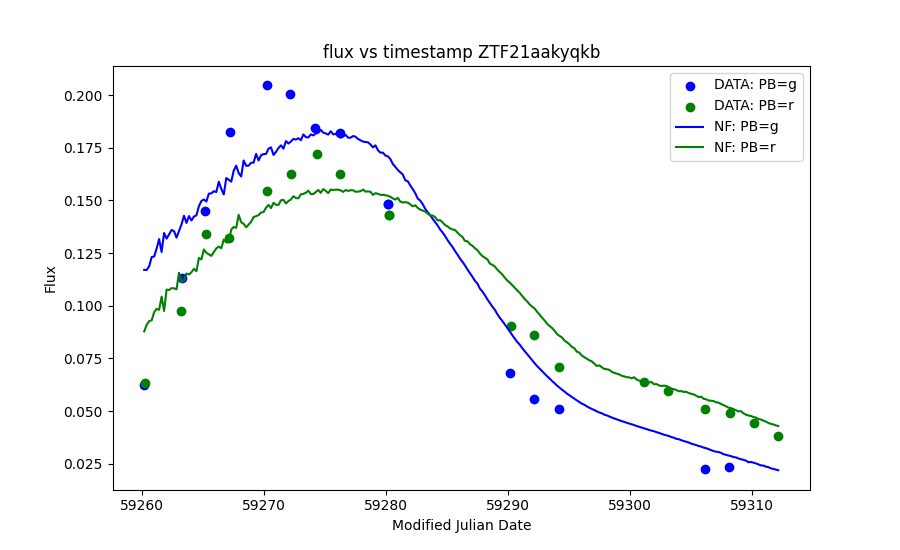 flux vs timestamp ZTF21aakyqkb
DATA: PB=g
DATA: PB=r
NF: PB=g
NF: PB=r
0.200
0.175
0.150
0.125
0.100
0.075
0.050
0.025
Flux
59260 59270 59280 59290 59300 59310
Modified Julian Date